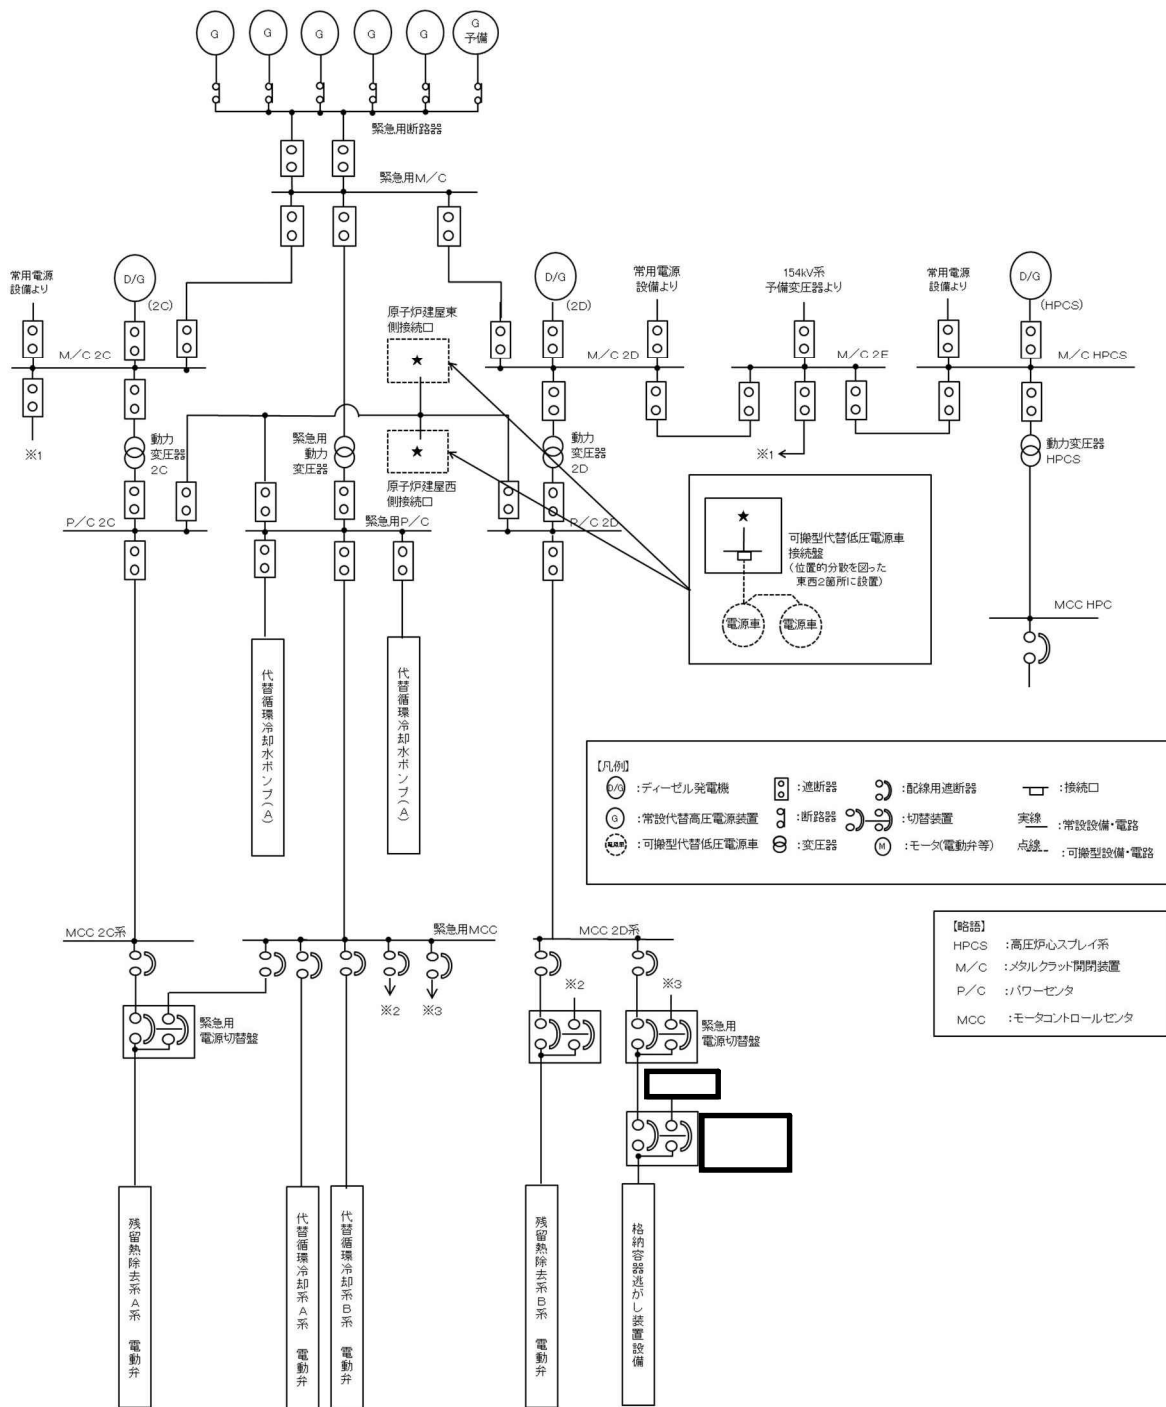 G
G
G
G
G
G
予備
緊急用断路器
緊急用M/C
常用電源
設備より
D/G
(2C)
M/C 2C
※1
動力
変圧器
2C
P/C 2C
緊急用
動力
変圧器
緊急用P/C
原子炉建屋東
側接続口
★
★
原子炉建屋西
側接続口
D/G
(2D)
M/C 2D
常用電源
設備より
動力
変圧器
2D
P/C 2D
154kV系
予備変圧器より
M/C 2E
※1
常用電源
設備より
D/G
(HPCS)
M/C HPCS
動力変圧器
HPCS
MCC HPC
★
可搬型代替低圧電源車
接続盤
(位置的分散を図った
東西2箇所に設置)
電源車
電源車
代替循環冷却水ポンプ(A)
代替循環冷却水ポンプ(A)
【凡例】
D/G :ディーゼル発電機
:遮断器
:配線用遮断器
:接続口
G :常設代替高圧電源装置
:断路器
:切替装置
実線 :常設設備・電路
電源車 :可搬型代替低圧電源車
:変圧器
M :モータ(電動弁等)
点線 :可搬型設備・電路
【略語】
HPCS :高圧炉心スプレイ系
M/C :メタルクラッド開閉装置
P/C :パワーセンタ
MCC :モータコントロールセンタ
MCC 2C系
緊急用MCC
MCC 2D系
※2
※3
※2
※3
緊急用
電源切替盤
緊急用
電源切替盤
残留熱除去系A系 電動弁
代替循環冷却系A系 電動弁
代替循環冷却系B系 電動弁
残留熱除去系B系 電動弁
格納容器逃がし装置設備